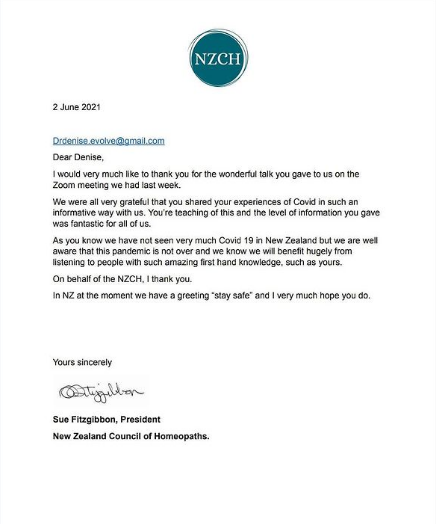 NZCH
2 June 2021
Drdenise.evolve@gmail.com
Dear Denise,
I would very much like to thank you for the wonderful talk you gave to us on the
Zoom meeting we had last week.
We were all very grateful that you shared your experiences of Covid in such an
informative way with us. You're teaching of this and the level of information you gave
was fantastic for all of us.
As you know we have not seen very much Covid 19 in New Zealand but we are well
aware that this pandemic is not over and we know we will benefit hugely from
listening to people with such amazing first hand knowledge, such as yours.
On behalf of the NZCH, I thank you.
In NZ at the moment we have a greeting "stay safe" and I very much hope you do.
Yours sincerely
Sue Fitzgibbon, President
New Zealand Council of Homeopaths.